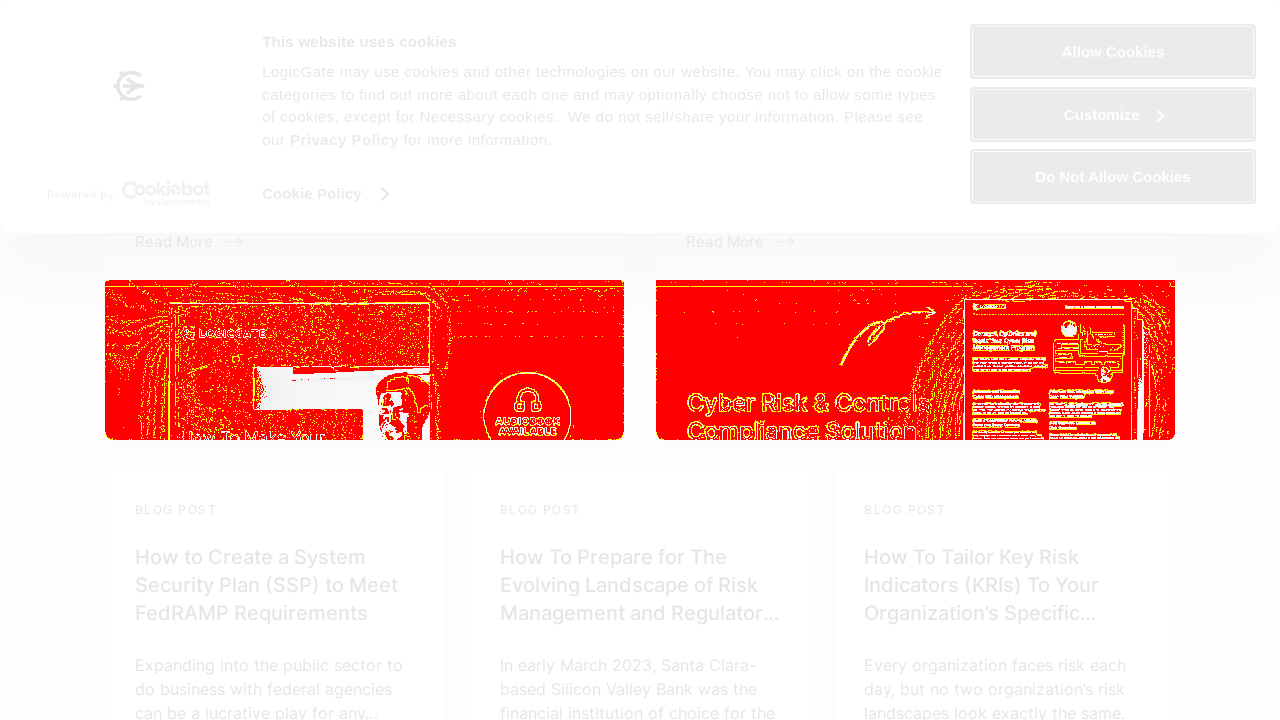 This website uses cookies
LogicGate may use cookies and other technologies on our website. You may click on the cookie
categories to find out more about each one and may optionally choose not to allow some types
of cookies, except for Necessary cookies.  We do not sell/share your information. Please see
our Privacy Policy for more information.
Cookie Policy
Powered by Cookiebot
by Usercentrics
Allow Cookies
Customize
Do Not Allow Cookies
Read More
Read More
LOGICGATE
How To Make Your
AUDIOBOOK
AVAILABLE
Cyber Risk & Controls
Compliance Solution
BLOG POST
How to Create a System
Security Plan (SSP) to Meet
FedRAMP Requirements
Expanding into the public sector to
do business with federal agencies
can be a lucrative play for any...
BLOG POST
How To Prepare for The
Evolving Landscape of Risk
Management and Regulator...
In early March 2023, Santa Clara-
based Silicon Valley Bank was the
financial institution of choice for the
BLOG POST
How To Tailor Key Risk
Indicators (KRIs) To Your
Organization’s Specific...
Every organization faces risk each
day, but no two organization’s risk
landscapes look exactly the same.